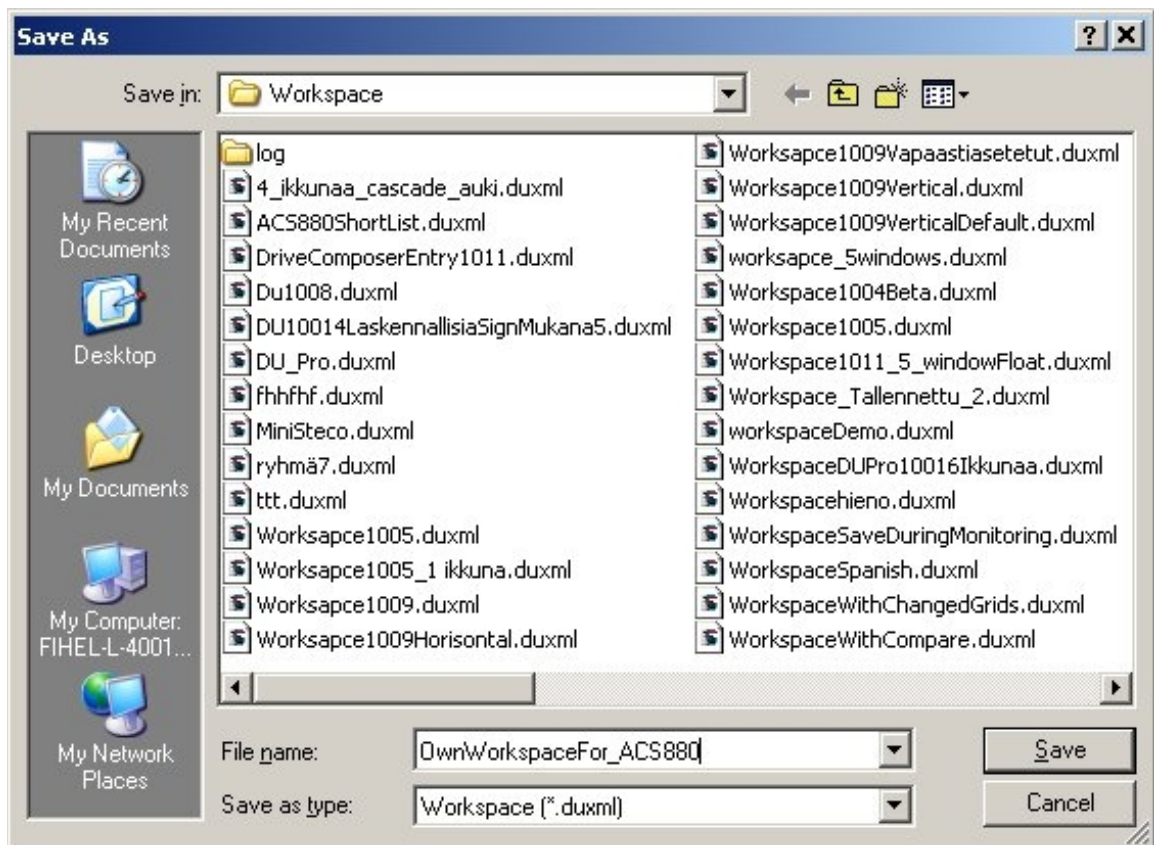 Save As
Save in:
Workspace
My Recent
Documents
Desktop
My Documents
My Computer:
FIHEL-L-4001...
My Network
Places
log
4_ikkunaa_cascade_auki.duxml
ACS880ShortList.duxml
DriveComposerEntry1011.duxml
Du1008.duxml
DU10014LaskennallisiaSignMukana5.duxml
DU_Pro.duxml
fhhfhf.duxml
MiniSteco.duxml
ryhmä7.duxml
ttt.duxml
Worksapce1005.duxml
Worksapce1005_1 ikkuna.duxml
Worksapce1009.duxml
Worksapce1009Horisontal.duxml
Worksapce1009Vapaastiasetetut.duxml
Worksapce1009Vertical.duxml
Worksapce1009VerticalDefault.duxml
worksapce_5windows.duxml
Workspace1004Beta.duxml
Workspace1005.duxml
Workspace1011_5_windowFloat.duxml
Workspace_Tallennettu_2.duxml
workspaceDemo.duxml
WorkspaceDUPro10016Ikkunaa.duxml
Workspacehieno.duxml
WorkspaceSaveDuringMonitoring.duxml
WorkspaceSpanish.duxml
WorkspaceWithChangedGrids.duxml
WorkspaceWithCompare.duxml
File name:
OwnWorkspaceFor_ACS880
Save
Save as type:
Workspace (*.duxml)
Cancel